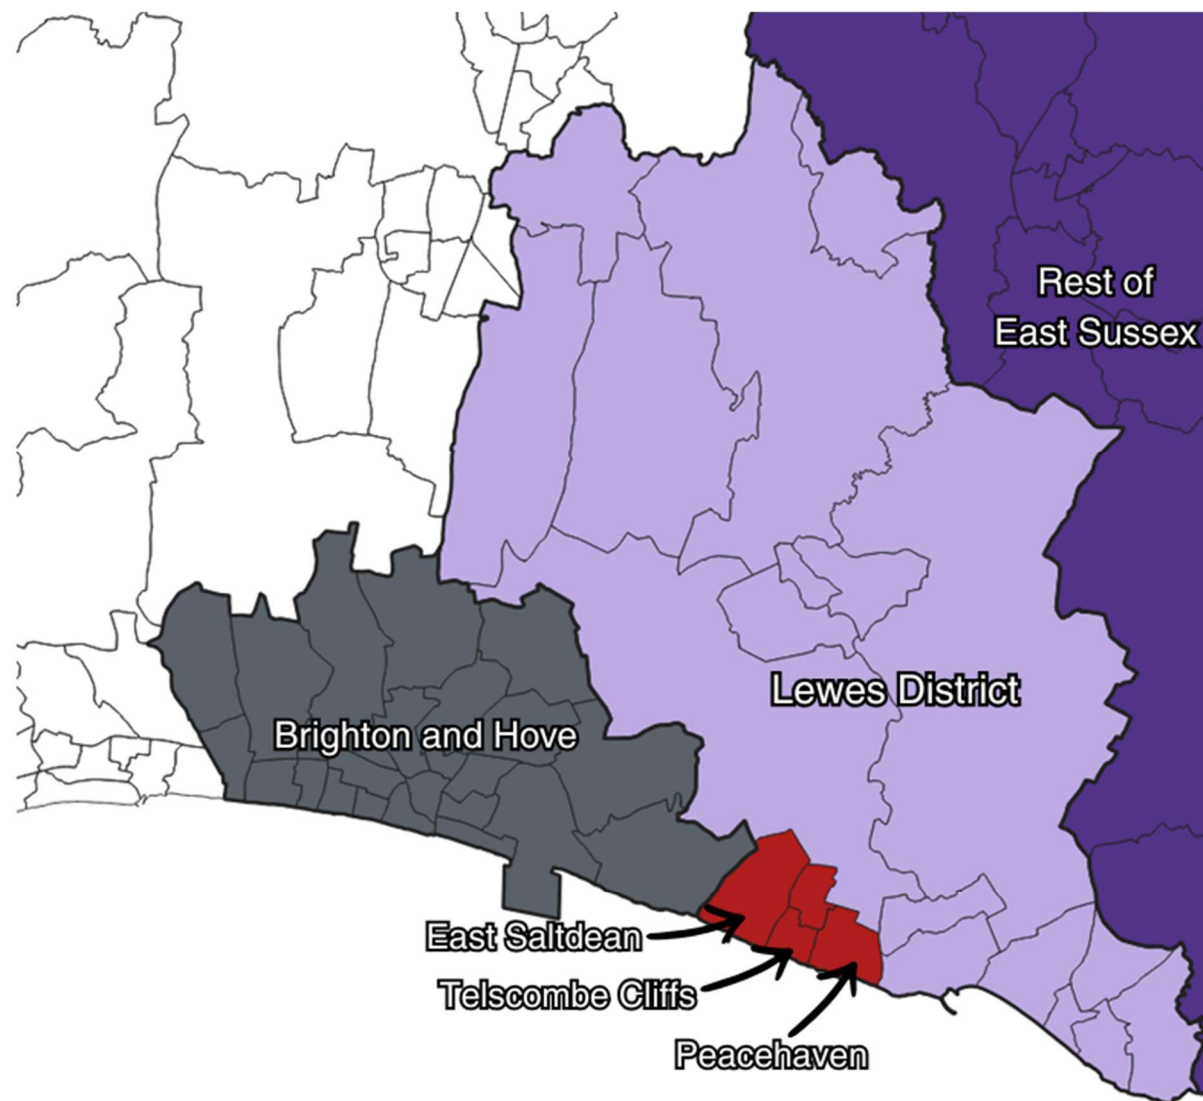 Rest of
East Sussex
Lewes District
Brighton and Hove
East Saltdean
Telscombe Cliffs
Peacehaven